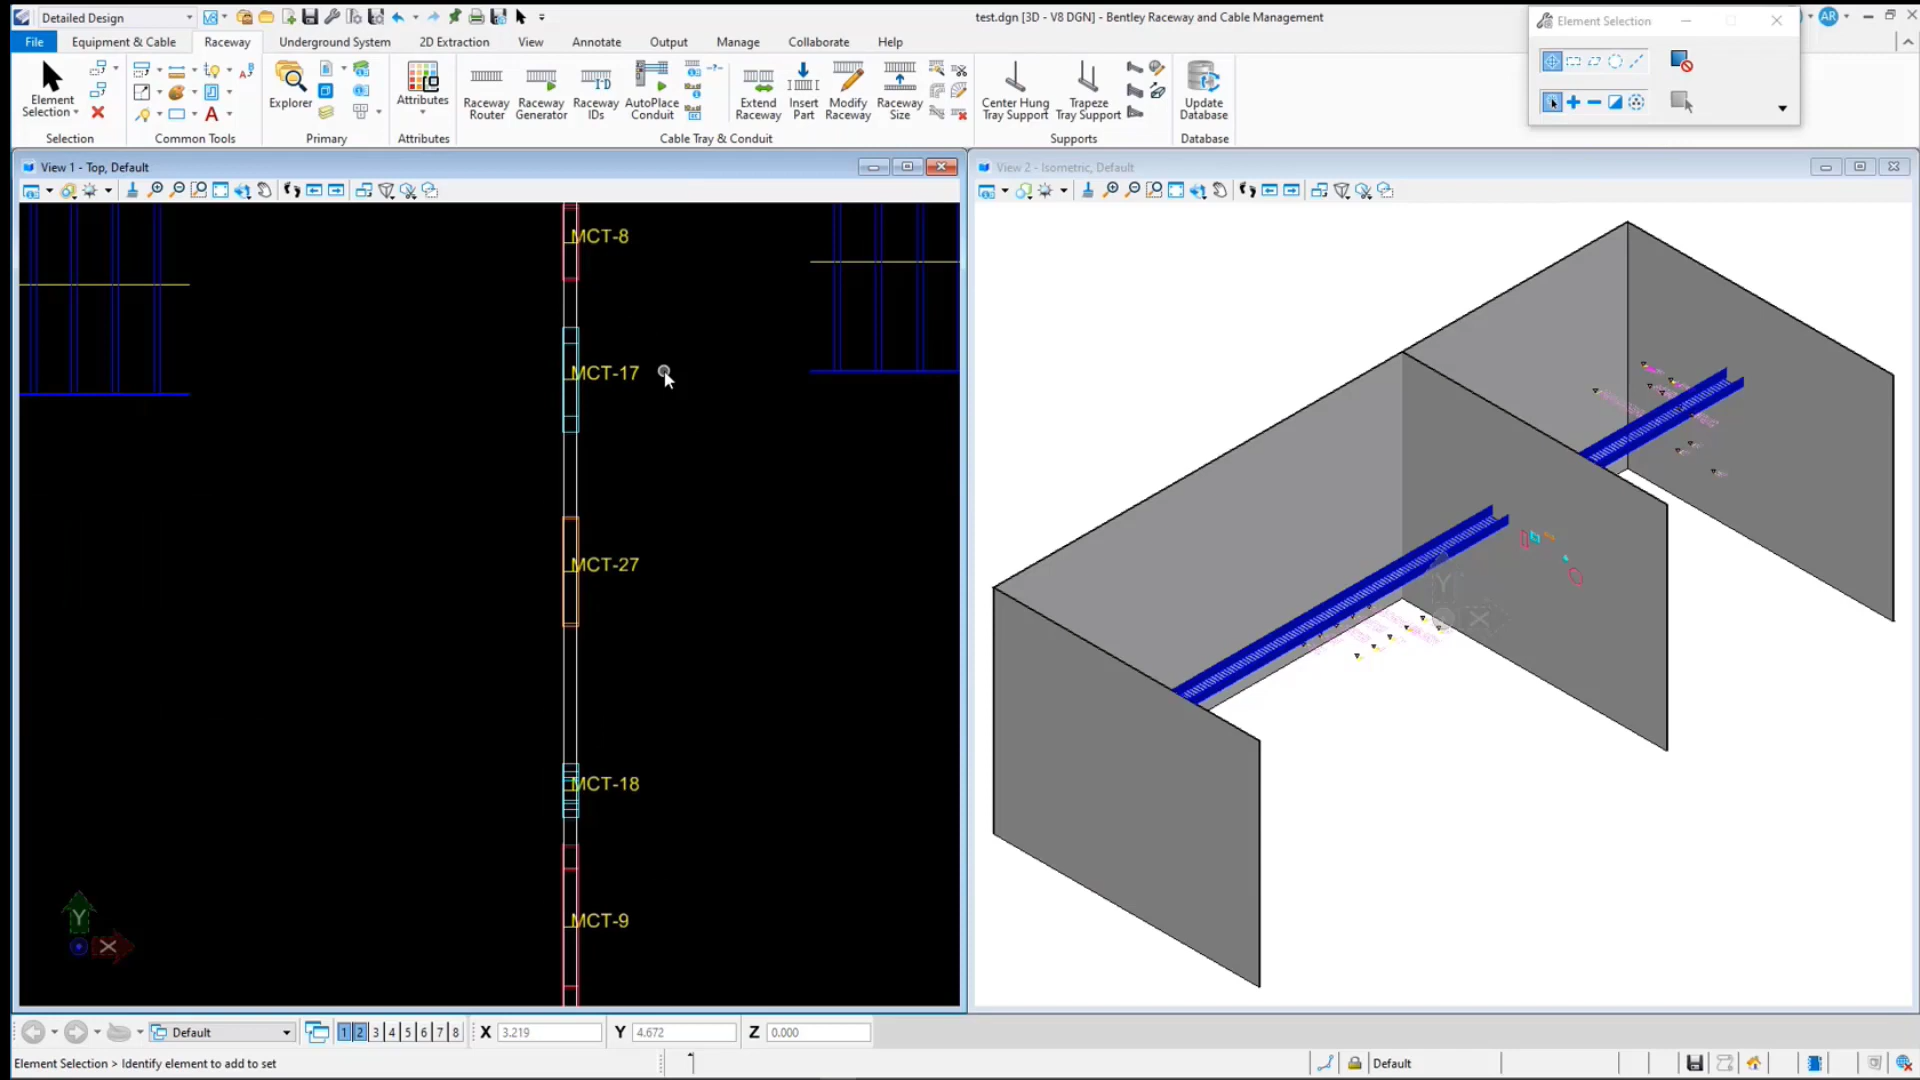 Detailed Design
test.dgn [3D - V8 DGN] - Bentley Raceway and Cable Management
AR
Element Selection
File
Equipment & Cable
Raceway
Underground System
2D Extraction
View
Annotate
Output
Manage
Collaborate
Help
Element
Selection
Explorer
Attributes
Raceway
Router
Raceway
Generator
Raceway
IDs
AutoPlace
Conduit
Extend
Raceway
Insert
Part
Modify
Raceway
Raceway
Size
Center Hung
Tray Support
Trapeze
Tray Support
Update
Database
Selection
Common Tools
Primary
Attributes
Cable Tray & Conduit
Supports
Database
View 1 - Top, Default
View 2 - Isometric, Default
MCT-8
MCT-17
MCT-27
MCT-18
MCT-9
Y
X
Y
X
Default
1 2 3 4 5 6 7 8
X 3.219
Y 4.672
Z 0.000
Element Selection > Identify element to add to set
Default